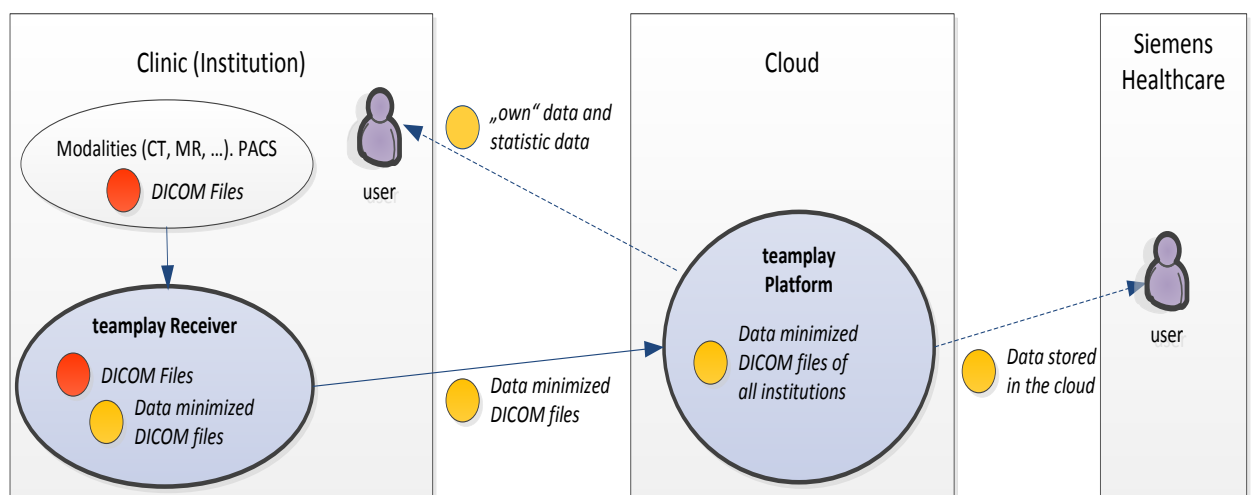 Clinic (Institution)
Modalities (CT, MR, ...). PACS
DICOM Files
user
teamplay Receiver
DICOM Files
Data minimized
DICOM files
„own“ data and
statistic data
Data minimized
DICOM files
Cloud
teamplay
Platform
Data minimized
DICOM files of
all institutions
Data stored
in the cloud
Siemens
Healthcare
user